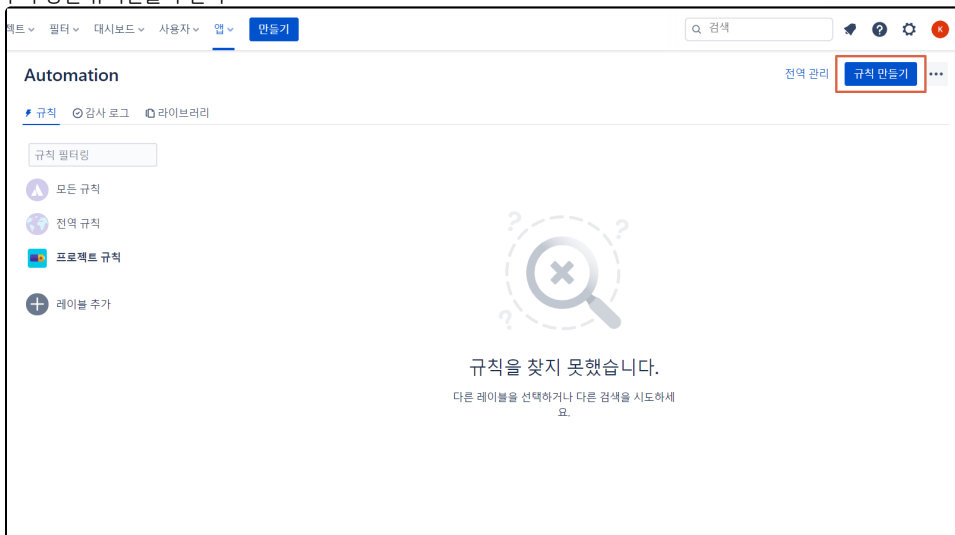 젝트 필터 대시보드 사용자 앱 만들기 검색 K
Automation 전역 관리 규칙 만들기
규칙 감사 로그 라이브러리
규칙 필터링
모든 규칙
전역 규칙
프로젝트 규칙
레이블 추가
규칙을 찾지 못했습니다.
다른 레이블을 선택하거나 다른 검색을 시도하세
요.